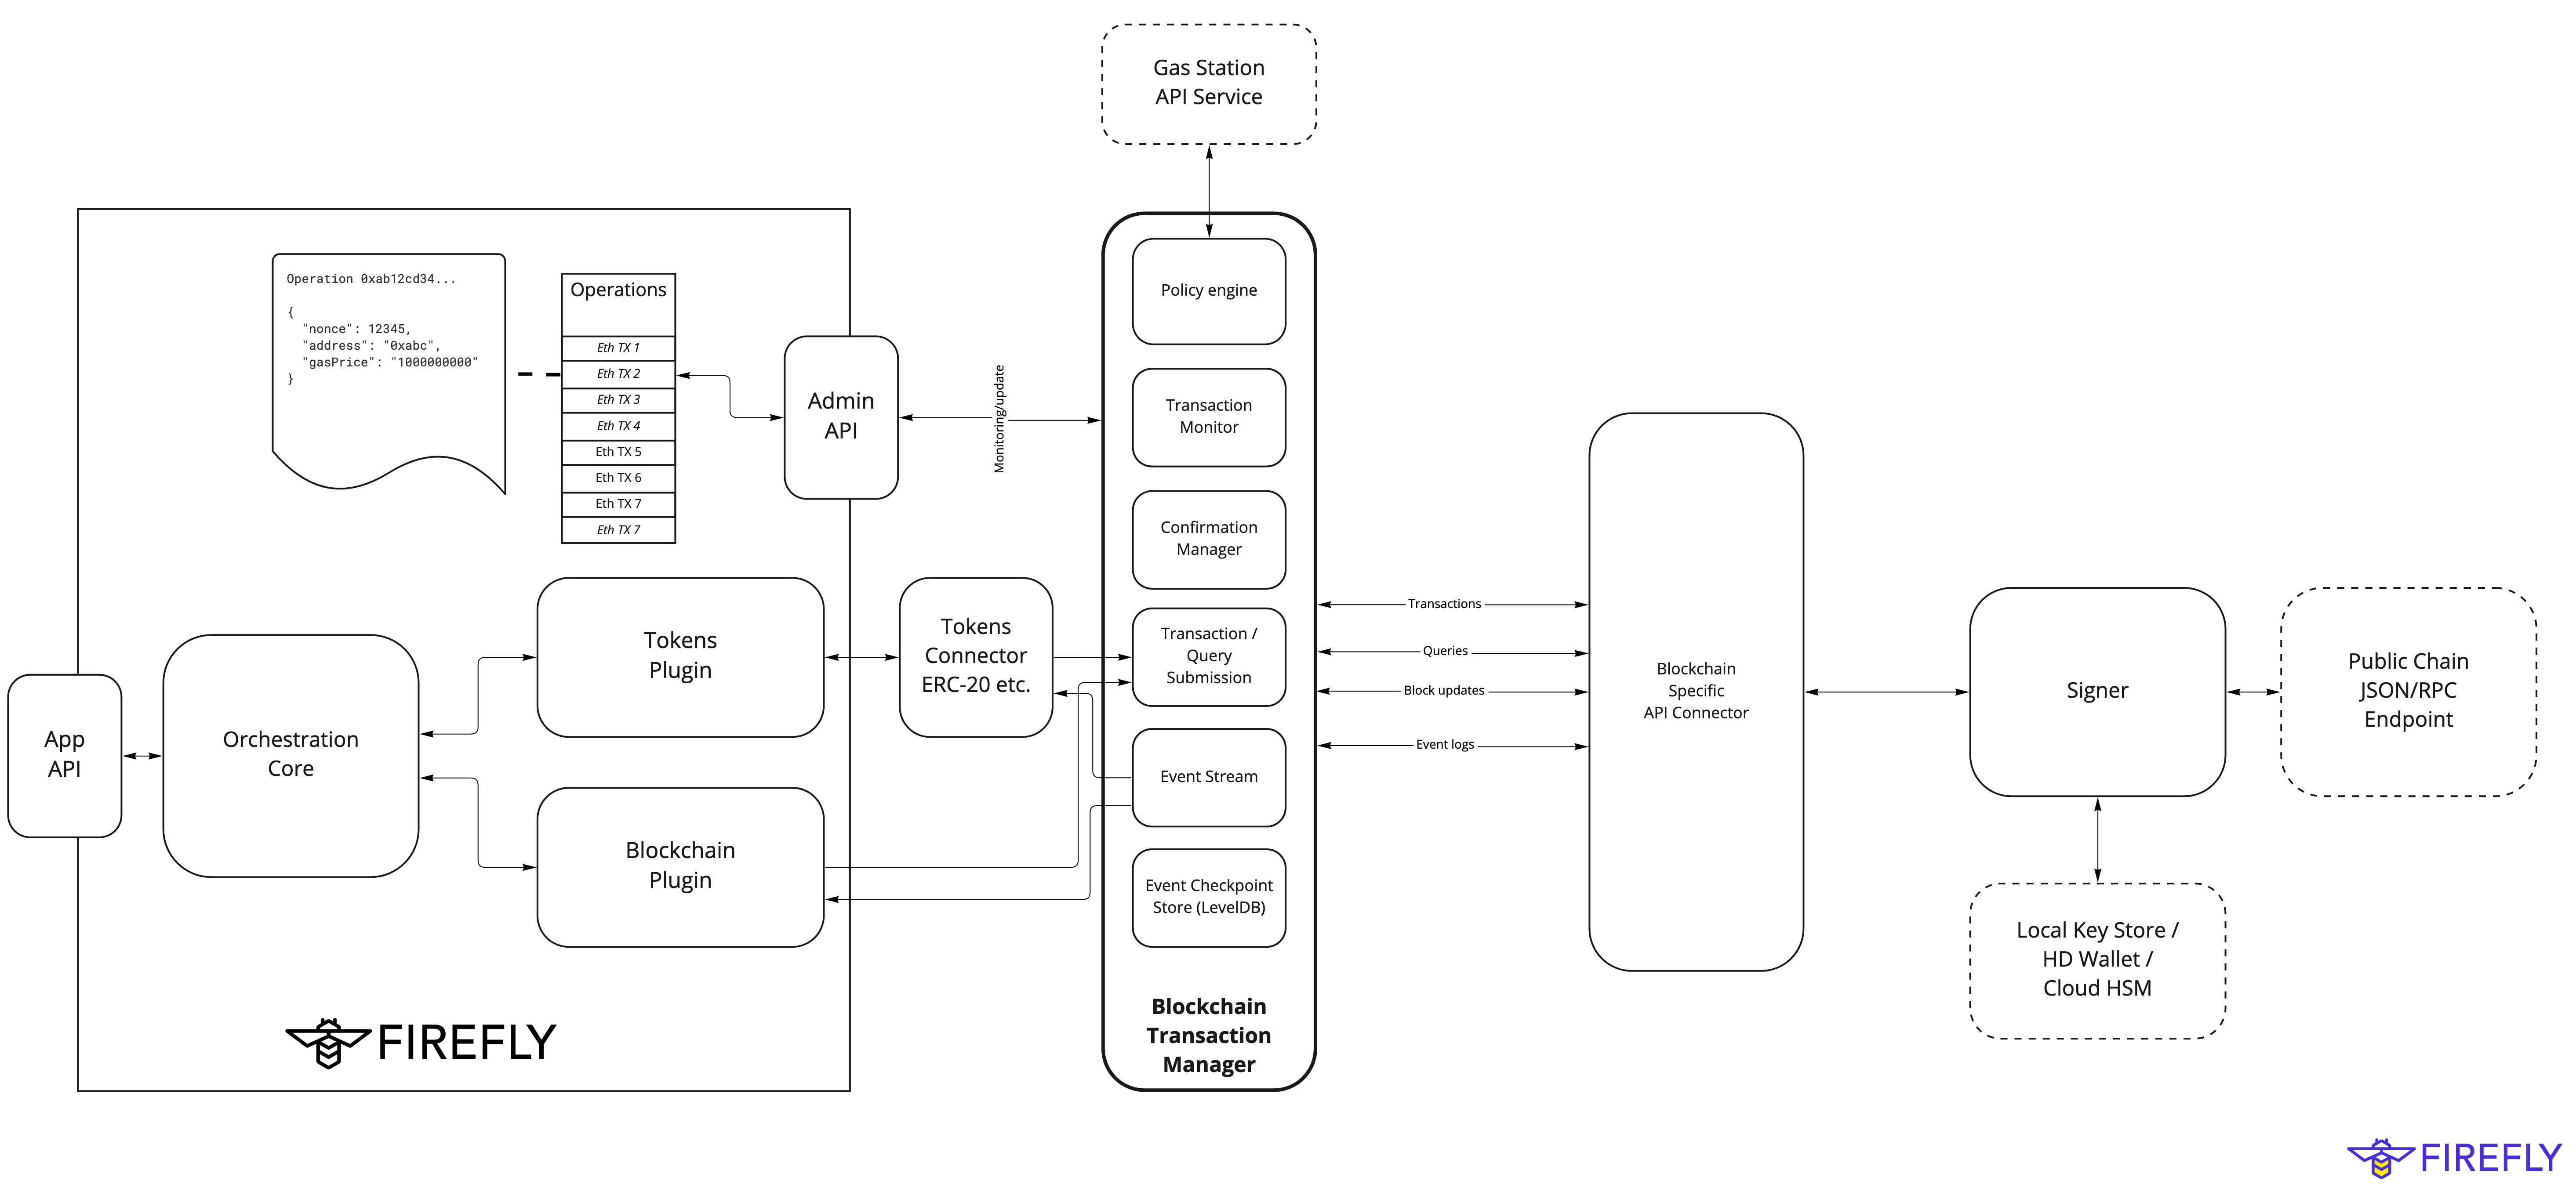 Gas Station
API Service
Operation 0xab12cd34...
{
"nonce": 12345,
"address": "0xabc",
"gasPrice": "1000000000"
}
Operations
Eth TX 1
Eth TX 2
Eth TX 3
Eth TX 4
Eth TX 5
Eth TX 6
Eth TX 7
Eth TX 7
Admin
API
Monitoring/update
Policy engine
Transaction
Monitor
Confirmation
Manager
Transaction /
Query
Submission
Event Stream
Event Checkpoint
Store (LevelDB)
Blockchain
Transaction
Manager
App
API
Orchestration
Core
Tokens
Plugin
Blockchain
Plugin
Tokens
Connector
ERC-20 etc.
FIREFLY
Transactions
Queries
Block updates
Event logs
Blockchain
Specific
API Connector
Signer
Public Chain
JSON/RPC
Endpoint
Local Key Store /
HD Wallet /
Cloud HSM
FIREFLY